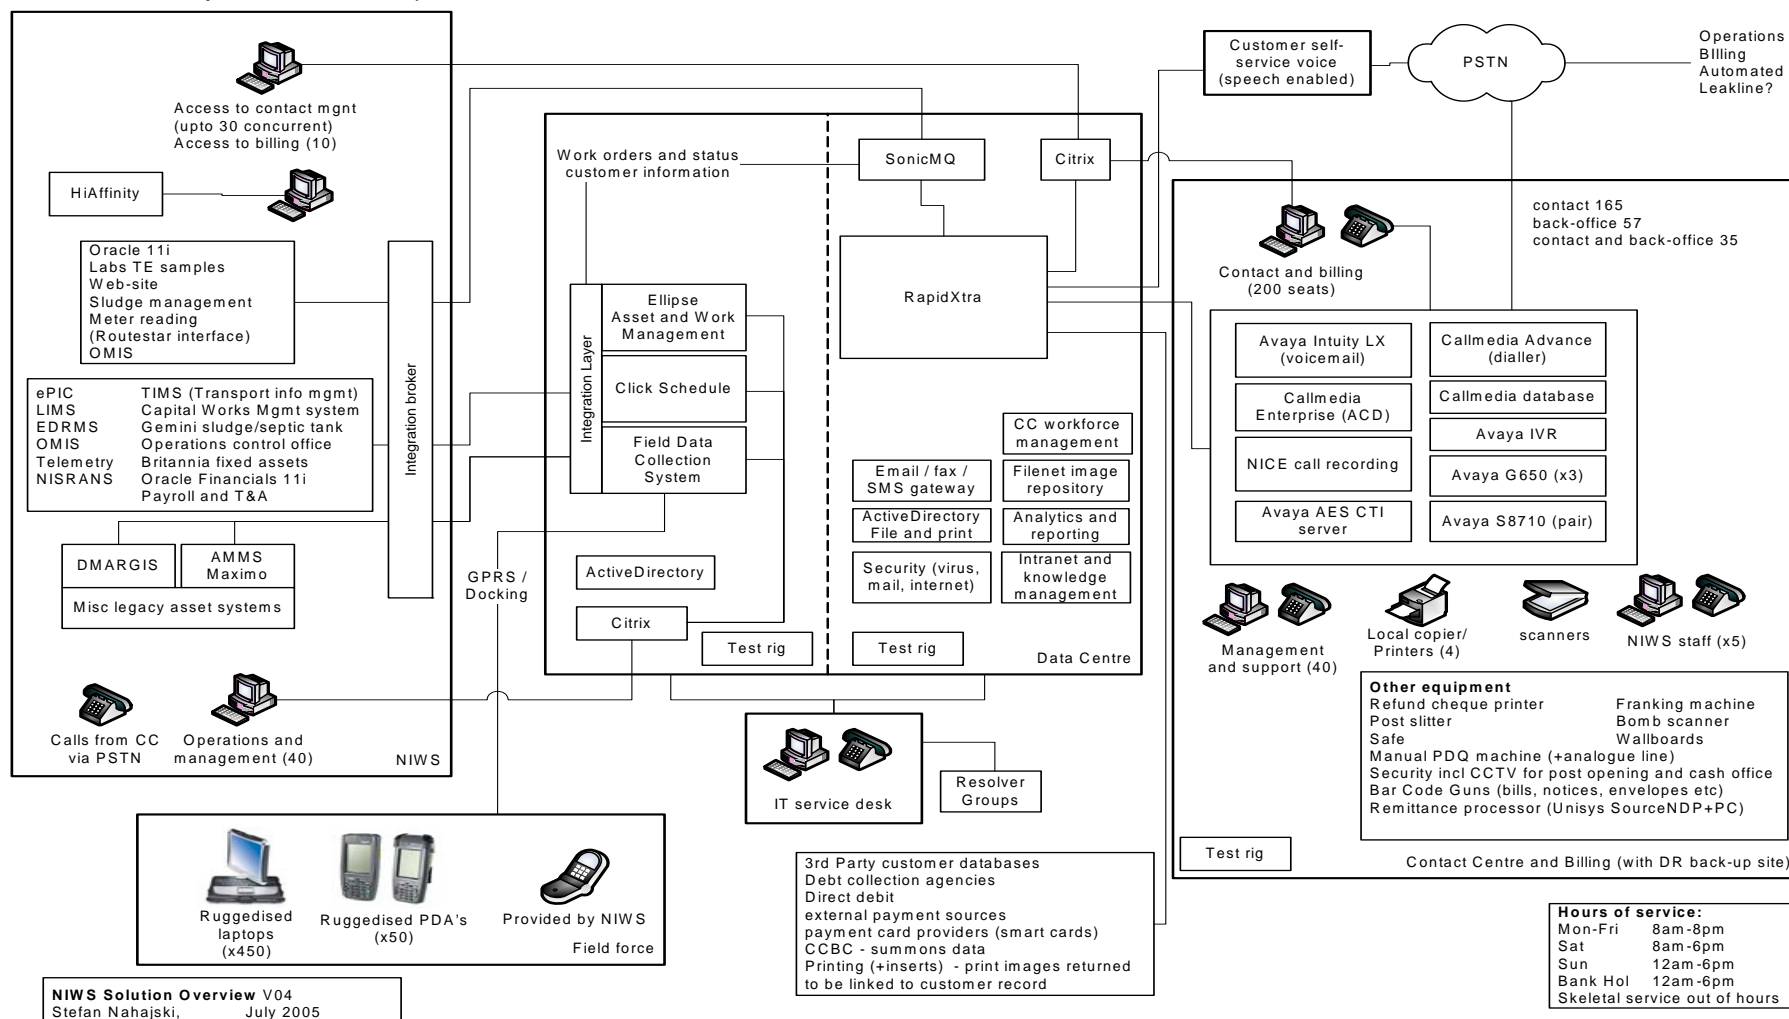 Access to contact mgnt
(upto 30 concurrent)
Access to billing (10)
HiAffinity
Oracle 11i
Labs TE samples
Web-site
Sludge management
Meter reading
(Routestar interface)
OMIS
ePIC TIMS (Transport info mgmt)
LIMS Capital Works Mgmt system
EDRMS Gemini sludge/septic tank
OMIS Operations control office
Telemetry Britannia fixed assets
NISRANS Oracle Financials 11i
Payroll and T&A
DMARGIS
AMMS
Maximo
Misc legacy asset systems
Integration broker
Calls from CC
via PSTN
Operations and
management (40)
NIWS
Work orders and status
customer information
Integration Layer
Ellipse
Asset and Work
Management
Click Schedule
Field Data
Collection
System
GPRS /
Docking
ActiveDirectory
Citrix
Test rig
SonicMQ
Citrix
RapidXtra
CC workforce
management
Email / fax /
SMS gateway
Filenet image
repository
ActiveDirectory
File and print
Analytics and
reporting
Security (virus,
mail, internet)
Intranet and
knowledge
management
Test rig
Data Centre
IT service desk
Resolver
Groups
Ruggedised
laptops
(x450)
Ruggedised PDA's
(x50)
Provided by NIWS
Field force
3rd Party customer databases
Debt collection agencies
Direct debit
external payment sources
payment card providers (smart cards)
CCBC - summons data
Printing (+inserts) - print images returned
to be linked to customer record
Customer self-
service voice
(speech enabled)
PSTN
Operations
BIlling
Automated
Leakline?
contact 165
back-office 57
contact and back-office 35
Contact and billing
(200 seats)
Avaya Intuity LX
(voicemail)
Callmedia Advance
(dialler)
Callmedia
Enterprise (ACD)
Callmedia database
Avaya IVR
NICE call recording
Avaya G650 (x3)
Avaya AES CTI
server
Avaya S8710 (pair)
Management
and support (40)
Local copier/
Printers (4)
scanners
NIWS staff (x5)
Other equipment
Refund cheque printer Franking machine
Post slitter Bomb scanner
Safe Wallboards
Manual PDQ machine (+analogue line)
Security incl CCTV for post opening and cash office
Bar Code Guns (bills, notices, envelopes etc)
Remittance processor (Unisys SourceNDP+PC)
Test rig
Contact Centre and Billing (with DR back-up site)
Hours of service:
Mon-Fri 8am-8pm
Sat 8am-6pm
Sun 12am-6pm
Bank Hol 12am-6pm
Skeletal service out of hours
NIWS Solution Overview V04
Stefan Nahajski, July 2005